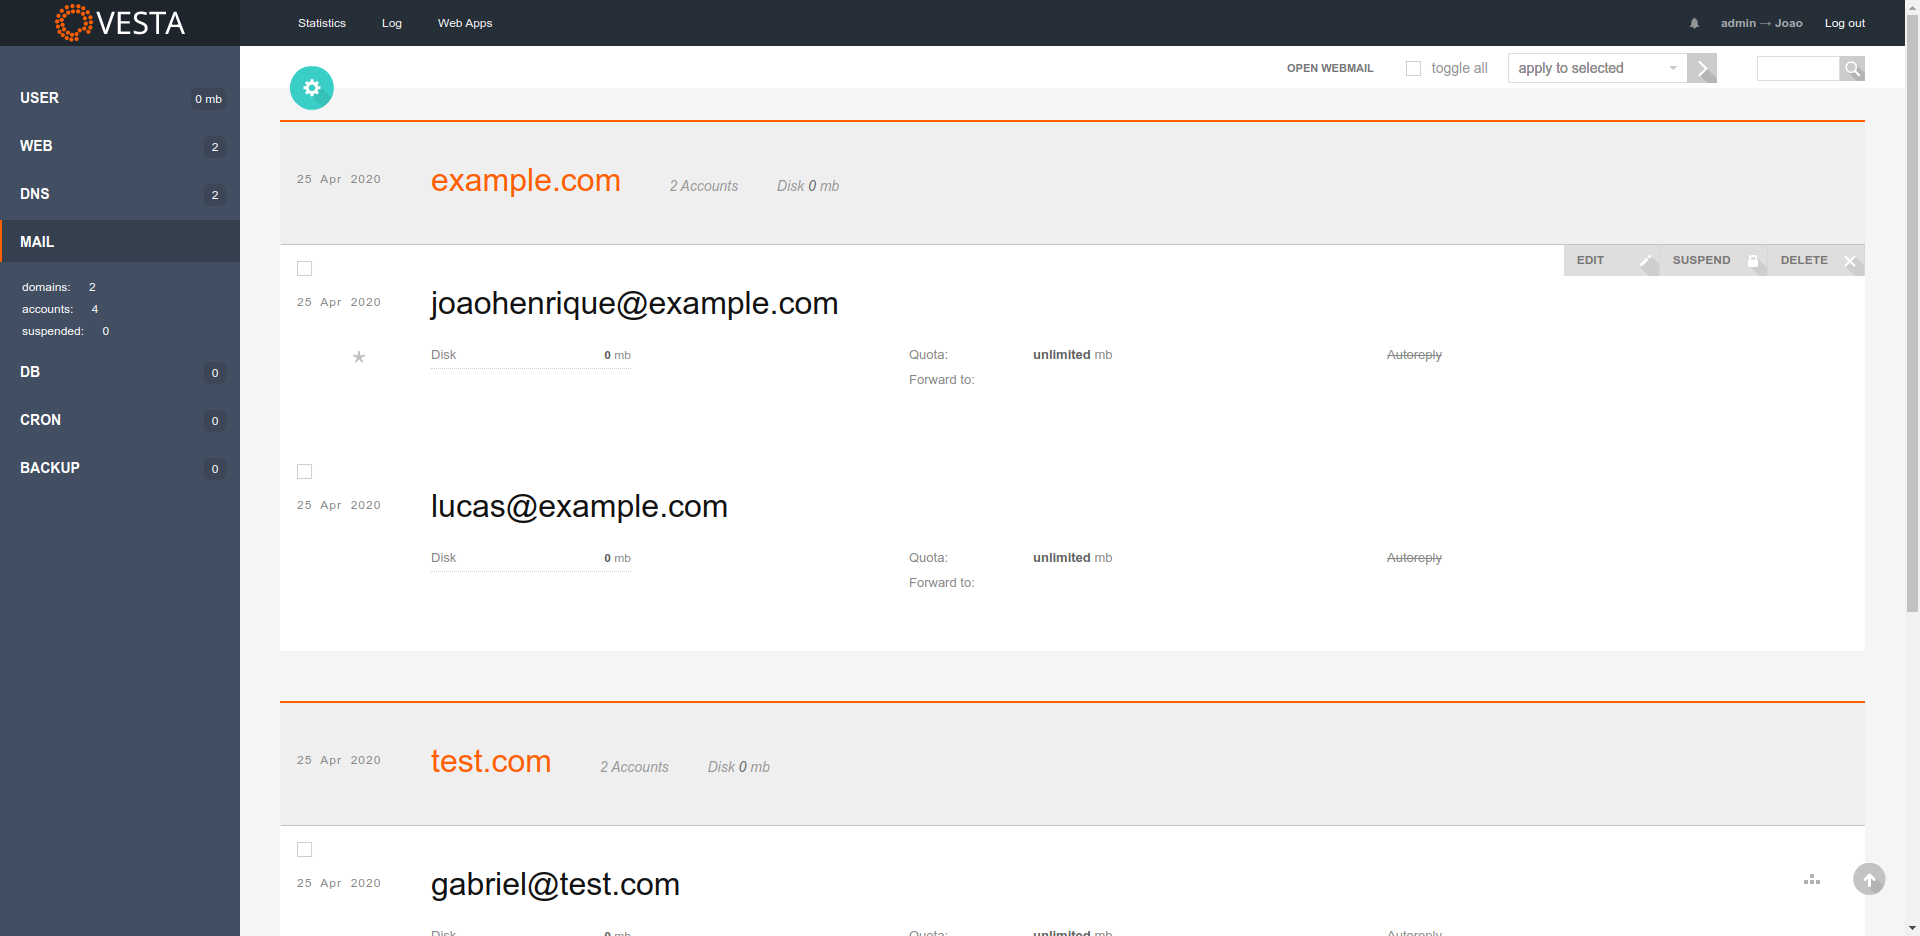 VESTA
Statistics
Log
Web Apps
admin → Joao
Log out
OPEN WEBMAIL
toggle all
apply to selected
USER
0 mb
WEB
2
DNS
2
MAIL
domains: 2
accounts: 4
suspended: 0
DB
0
CRON
0
BACKUP
0
25 Apr 2020
example.com
2 Accounts
Disk 0 mb
EDIT
SUSPEND
DELETE
25 Apr 2020
joaohenrique@example.com
Disk 0 mb
Quota: unlimited mb
Autoreply
Forward to:
25 Apr 2020
lucas@example.com
Disk 0 mb
Quota: unlimited mb
Autoreply
Forward to:
25 Apr 2020
test.com
2 Accounts
Disk 0 mb
25 Apr 2020
gabriel@test.com
Disk 0 mb
Quota: unlimited mb
Autoreply